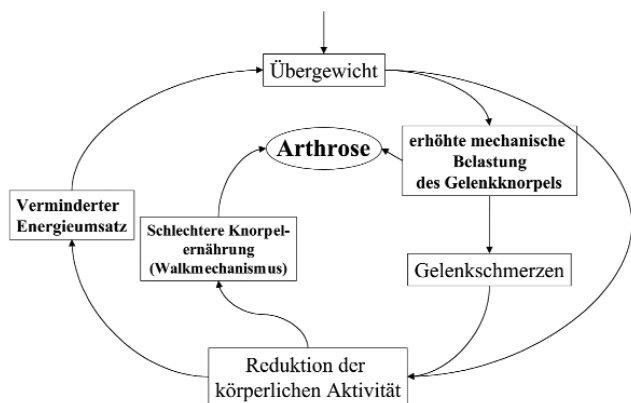 Übergewicht
Arthrose
erhöhte mechanische
Belastung
des Gelenkknorpels
Verminderter
Energieumsatz
Schlechtere Knorpel-
ernährung
(Walkmechanismus)
Gelenkschmerzen
Reduktion der
körperlichen Aktivität